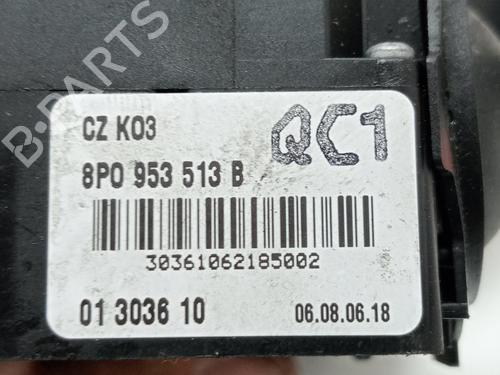 B-PARTS
CZ K03
QC1
8P0 953 513 B
30361062185002
01 3036 10
06.08.06.18